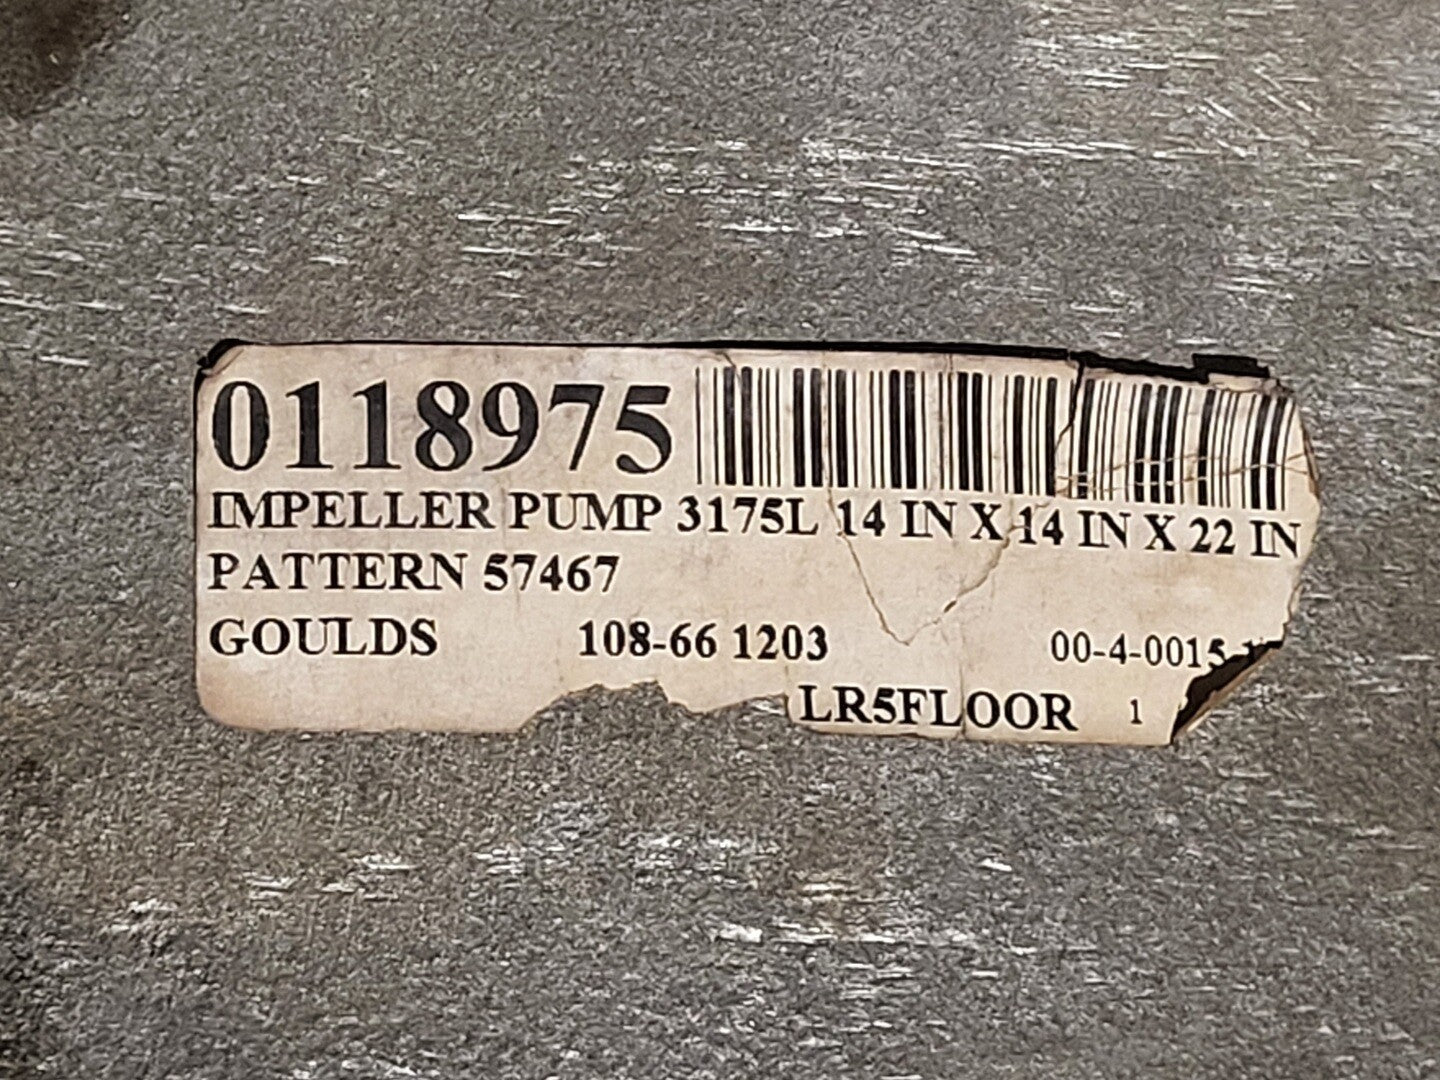 0118975
IMPELLER PUMP 3175L 14 IN X 14 IN X 22 IN
PATTERN 57467
GOULDS 108-66 1203 00-4-0015
LR5FLOOR 1